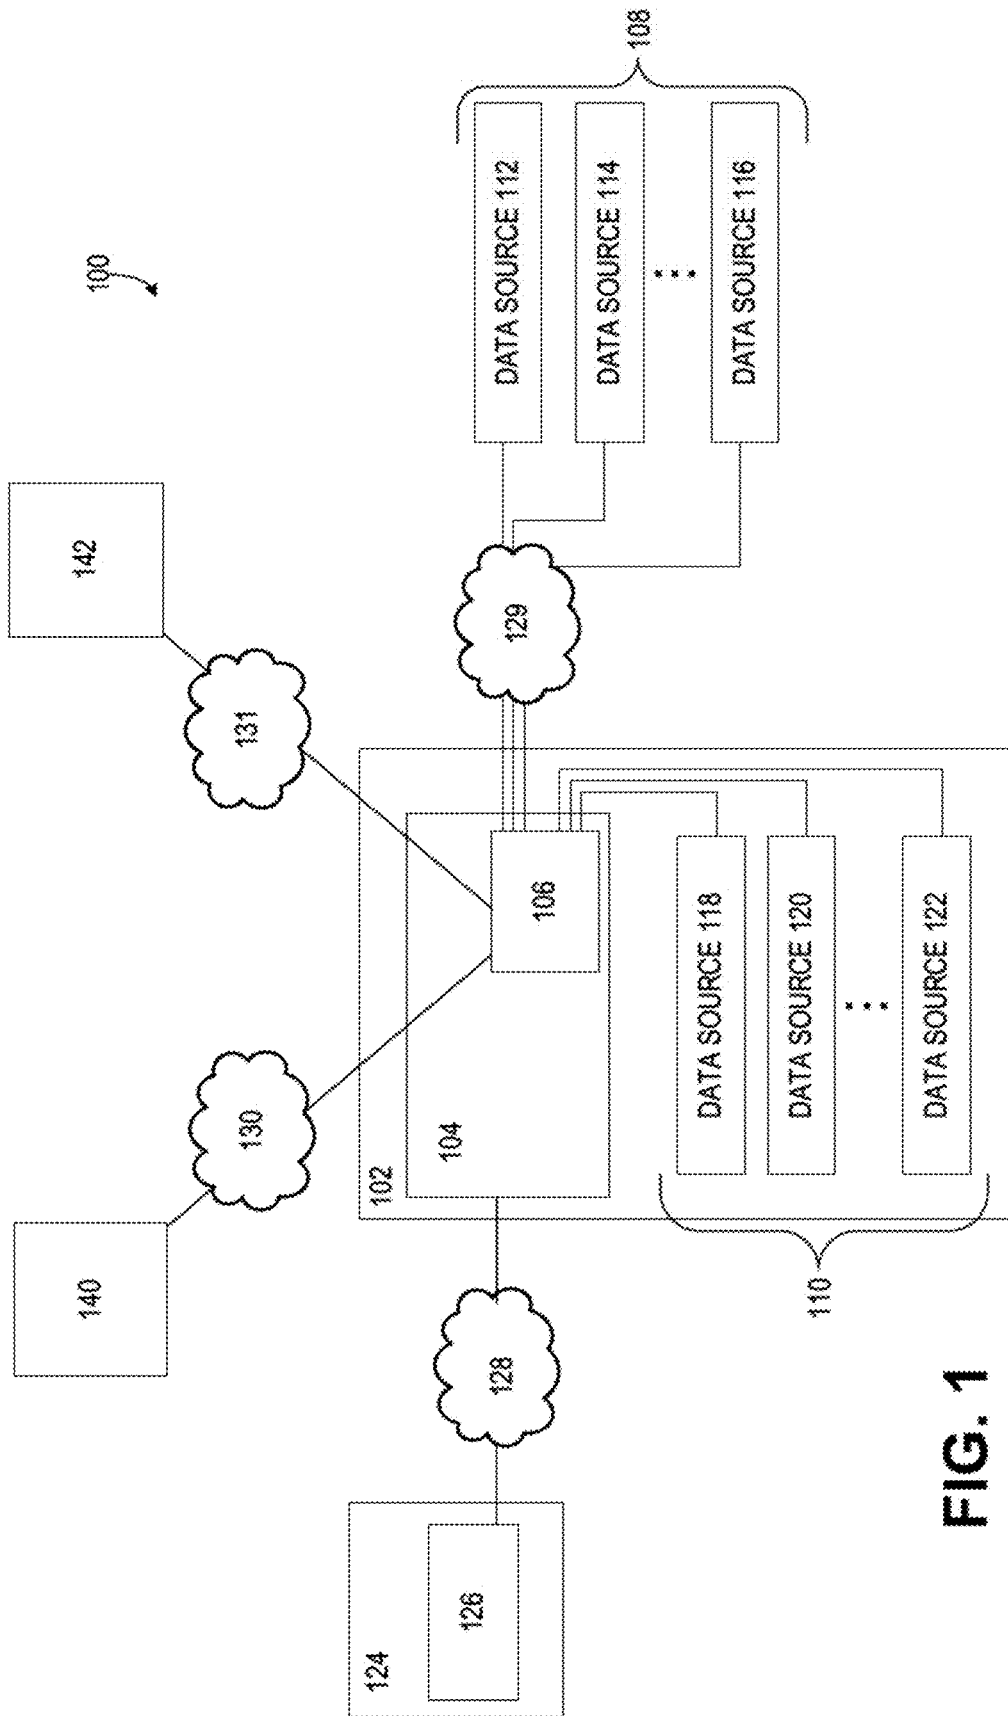 100
142
140
131
130
102
104
106
129
128
124
126
DATA SOURCE 112
DATA SOURCE 114
DATA SOURCE 116
108
DATA SOURCE 118
DATA SOURCE 120
DATA SOURCE 122
110
FIG. 1